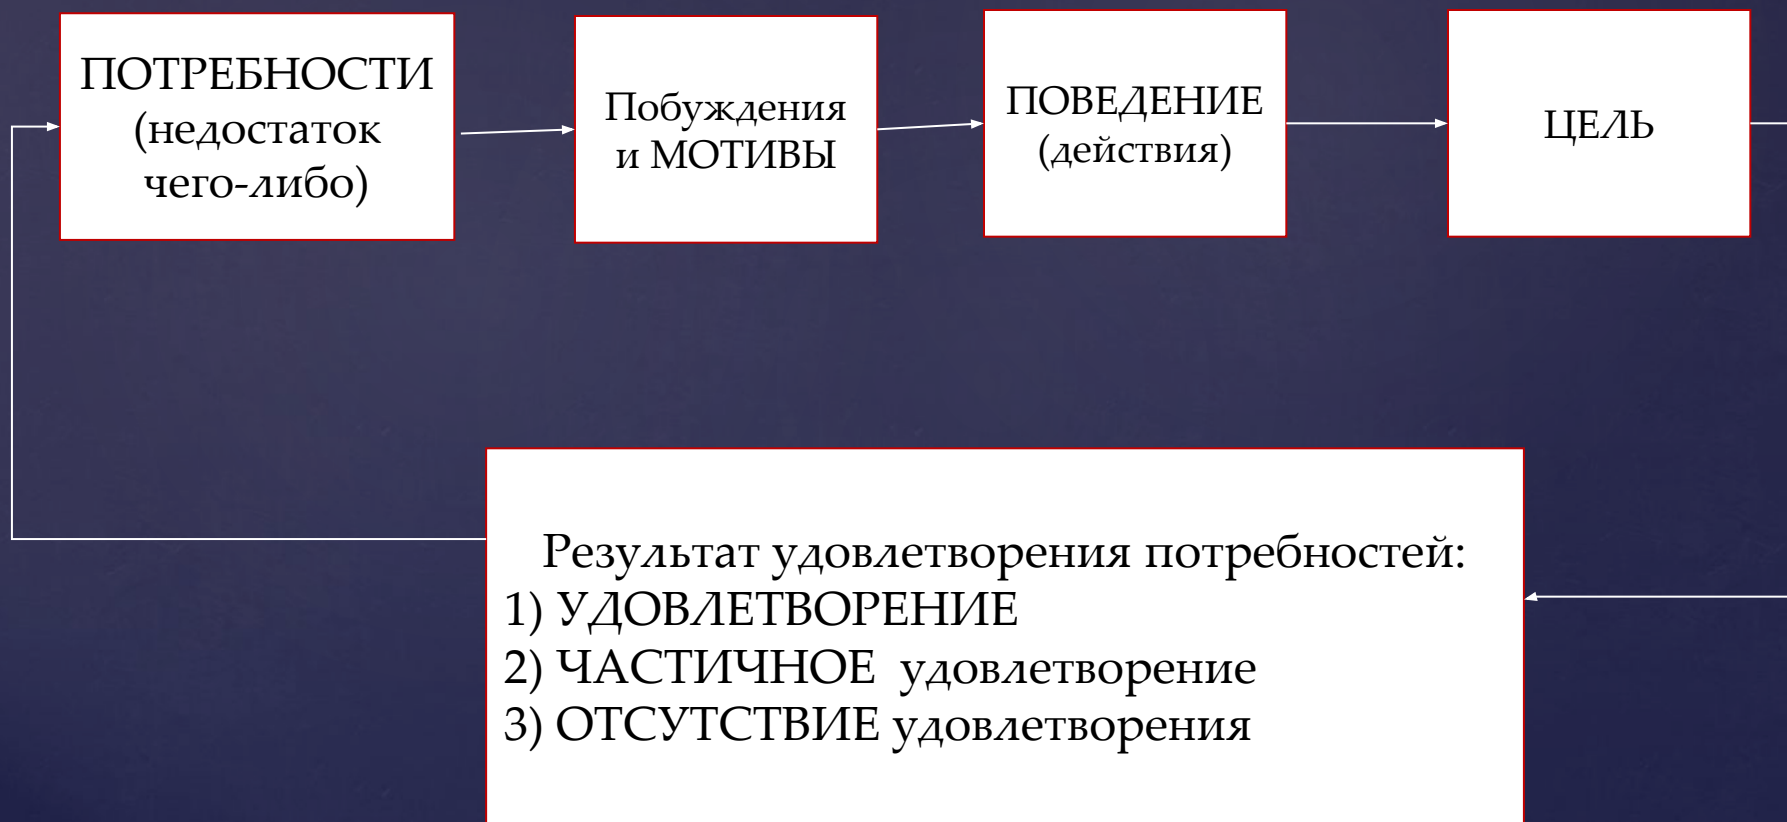 ПОТРЕБНОСТИ
(недостаток
чего-либо)
Побуждения
и МОТИВЫ
ПОВЕДЕНИЕ
(действия)
ЦЕЛЬ
Результат удовлетворения потребностей:
1) УДОВЛЕТВОРЕНИЕ
2) ЧАСТИЧНОЕ удовлетворение
3) ОТСУТСТВИЕ удовлетворения